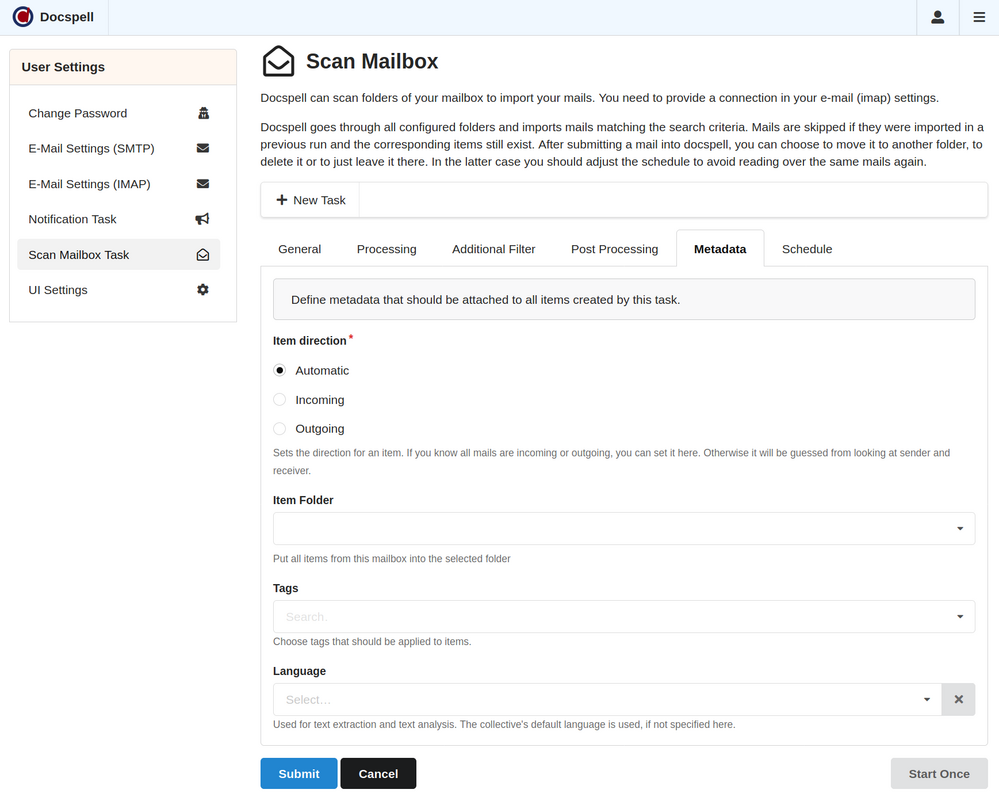 Docspell
User Settings
Change Password
E-Mail Settings (SMTP)
E-Mail Settings (IMAP)
Notification Task
Scan Mailbox Task
UI Settings
Scan Mailbox
Docspell can scan folders of your mailbox to import your mails. You need to provide a connection in your e-mail (imap) settings.
Docspell goes through all configured folders and imports mails matching the search criteria. Mails are skipped if they were imported in a
previous run and the corresponding items still exist. After submitting a mail into docspell, you can choose to move it to another folder, to
delete it or to just leave it there. In the latter case you should adjust the schedule to avoid reading over the same mails again.
New Task
General Processing Additional Filter Post Processing Metadata Schedule
Define metadata that should be attached to all items created by this task.
Item direction *
Automatic
Incoming
Outgoing
Sets the direction for an item. If you know all mails are incoming or outgoing, you can set it here. Otherwise it will be guessed from looking at sender and
receiver.
Item Folder
Put all items from this mailbox into the selected folder
Tags
Search…
Choose tags that should be applied to items.
Language
Select…
Used for text extraction and text analysis. The collective's default language is used, if not specified here.
Submit Cancel Start Once